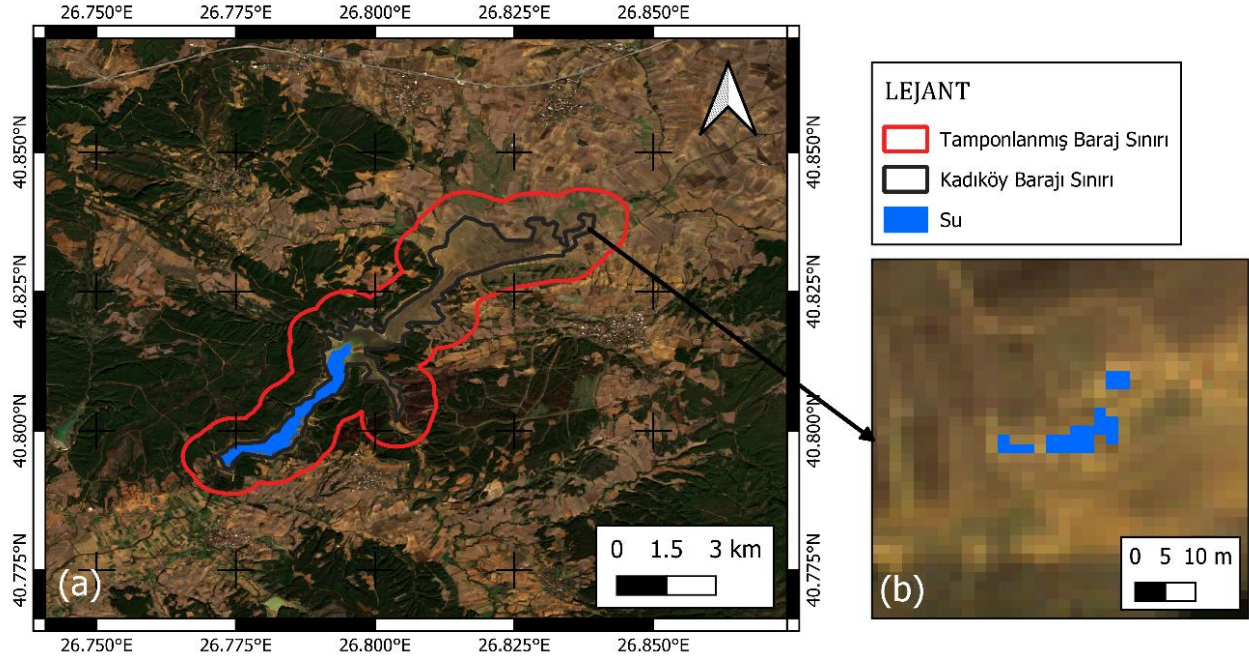 26.750°E 26.775°E 26.800°E 26.825°E 26.850°E
40.850°N 40.850°N
40.825°N 40.825°N
40.800°N 40.800°N
40.775°N 40.775°N
(a)
0 1.5 3 km
26.750°E 26.775°E 26.800°E 26.825°E 26.850°E
LEJANT
Tamponlanmış Baraj Sınırı
Kadıköy Barajı Sınırı
Su
(b)
0 5 10 m